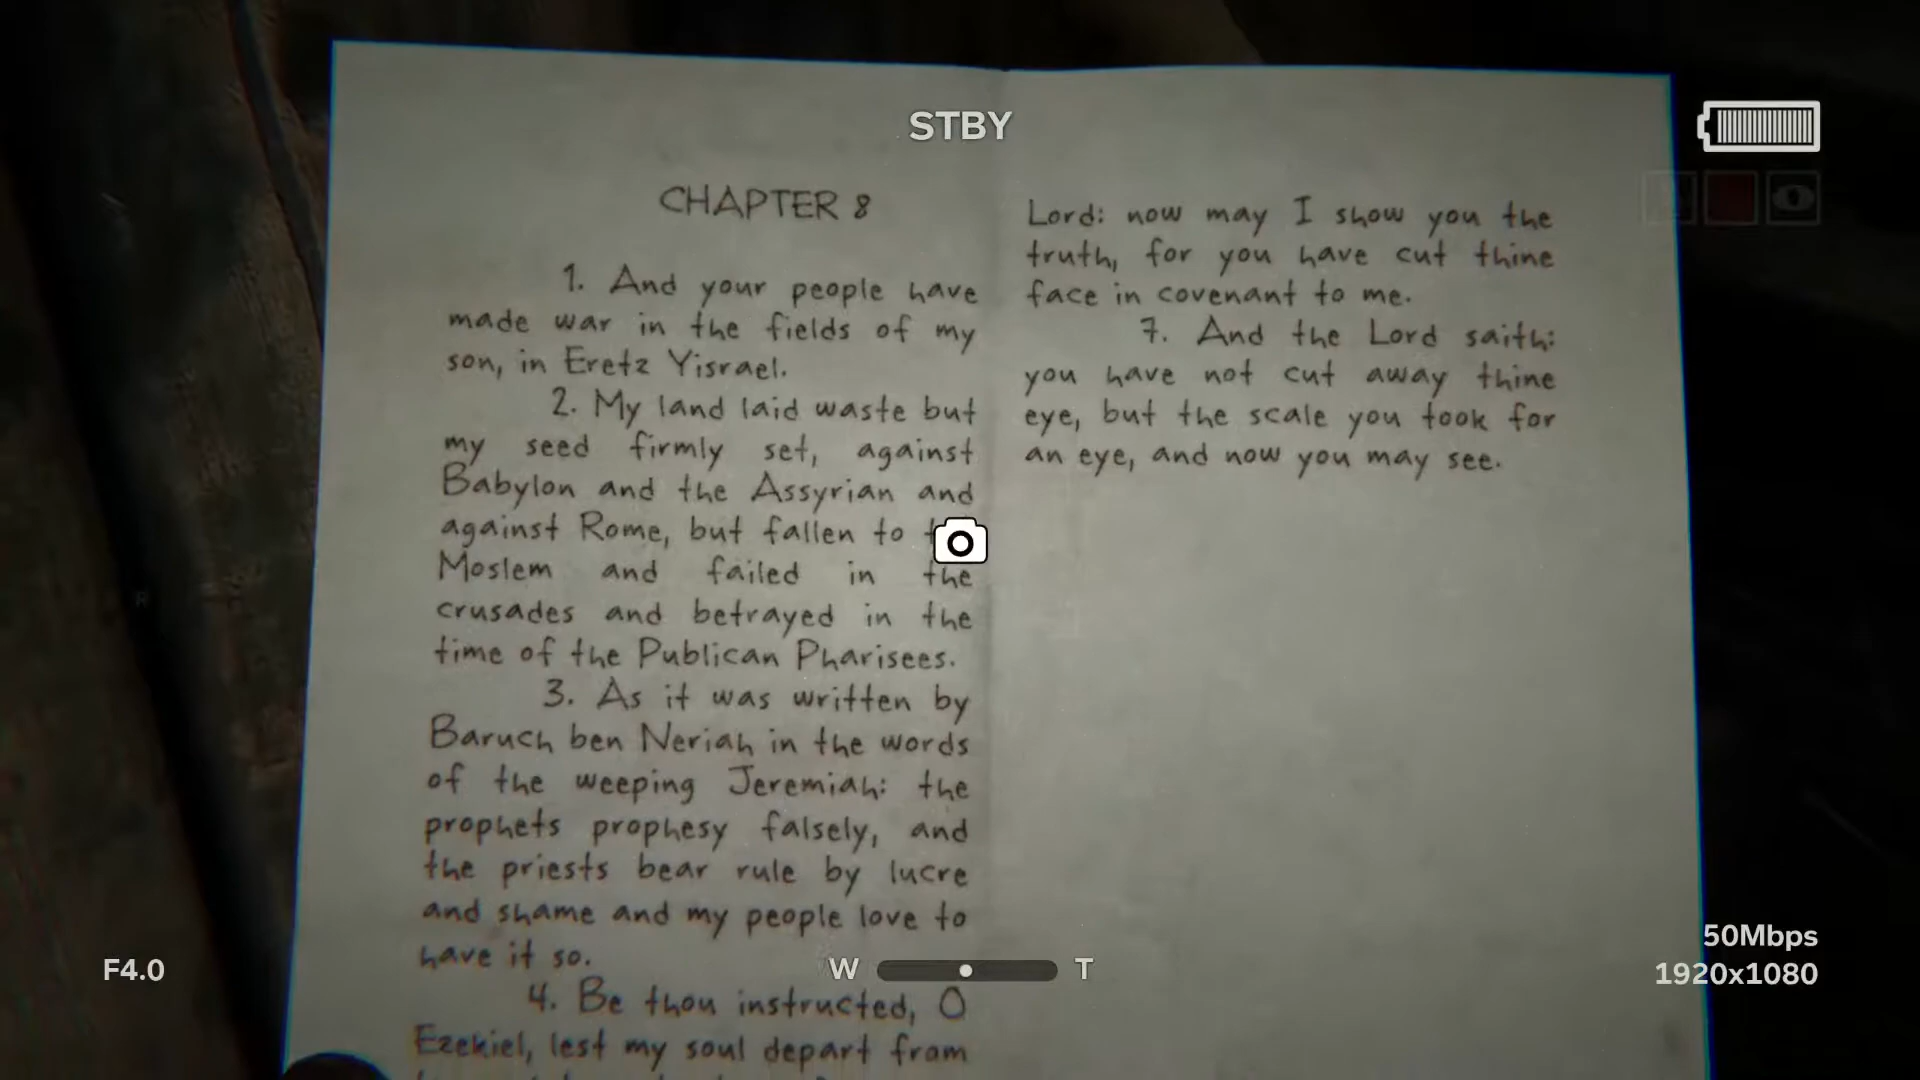 STBY
CHAPTER 8
1. And your people have
made war in the fields of my
son, in Eretz Yisrael.
2. My land laid waste but
my seed firmly set, against
Babylon and the Assyrian and
against Rome, but fallen to
Moslem and failed in the
crusades and betrayed in the
time of the Publican Pharisees.
3. As it was written by
Baruch ben Neriah in the words
of the weeping Jeremiah: the
prophets prophesy falsely, and
the priests bear rule by lucre
and shame and my people love to
have it so.
4. Be thou instructed, O
Ezekiel, lest my soul depart from
Lord: now may I show you the
truth, for you have cut thine
face in covenant to me.
7. And the Lord saith:
you have not cut away thine
eye, but the scale you took for
an eye, and now you may see.
F4.0
W T
50Mbps
1920x1080